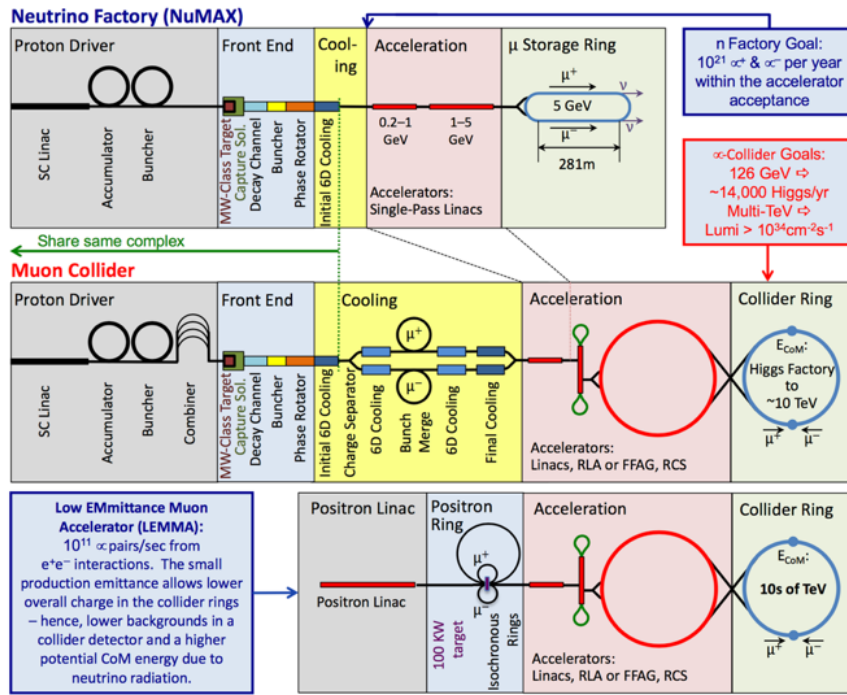 Neutrino Factory (NuMAX)
Proton Driver
Front End
Cool-
ing
Acceleration
μ Storage Ring
SC Linac
Accumulator
Buncher
MW-Class Target
Capture Sol.
Decay Channel
Buncher
Phase Rotator
Initial 6D Cooling
0.2–1
GeV
1–5
GeV
Accelerators:
Single-Pass Linacs
μ+
ν
5 GeV
μ−
ν
281m
n Factory Goal:
10²¹ ∝+ & ∝− per year
within the accelerator
acceptance
∝-Collider Goals:
126 GeV ⇨
~14,000 Higgs/yr
Multi-TeV ⇨
Lumi > 10³⁴cm⁻²s⁻¹
Share same complex
Muon Collider
Proton Driver
Front End
Cooling
Acceleration
Collider Ring
SC Linac
Accumulator
Buncher
Combiner
MW-Class Target
Capture Sol.
Decay Channel
Buncher
Phase Rotator
Initial 6D Cooling
Charge Separator
6D Cooling
μ+
μ−
Bunch
Merge
6D Cooling
Final Cooling
Accelerators:
Linacs, RLA or FFAG, RCS
ECoM:
Higgs Factory
to
~10 TeV
μ+
μ−
Low EMmittance Muon
Accelerator (LEMMA):
10¹¹ ∝ pairs/sec from
e⁺e⁻ interactions. The small
production emittance allows lower
overall charge in the collider rings
– hence, lower backgrounds in a
collider detector and a higher
potential CoM energy due to
neutrino radiation.
Positron Linac
Positron
Ring
Acceleration
Collider Ring
Positron Linac
μ+
μ−
100 KW
target
Isochronous
Rings
Accelerators:
Linacs, RLA or FFAG, RCS
ECoM:
10s of TeV
μ+
μ−